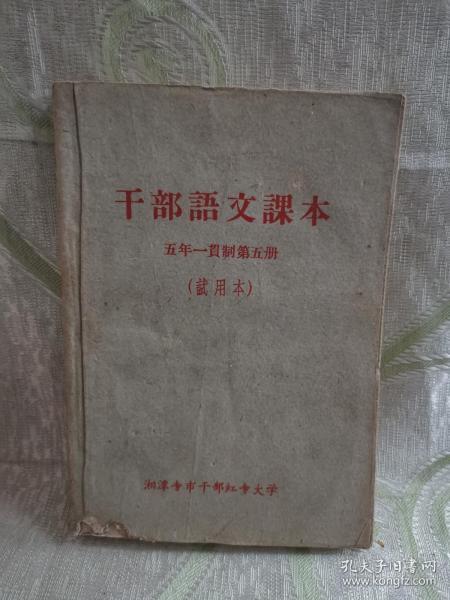 干部語文課本
五年一貫制第五册
(試用本)
湘潭市干部红专大学
孔夫子旧书网
www.kongfz.com